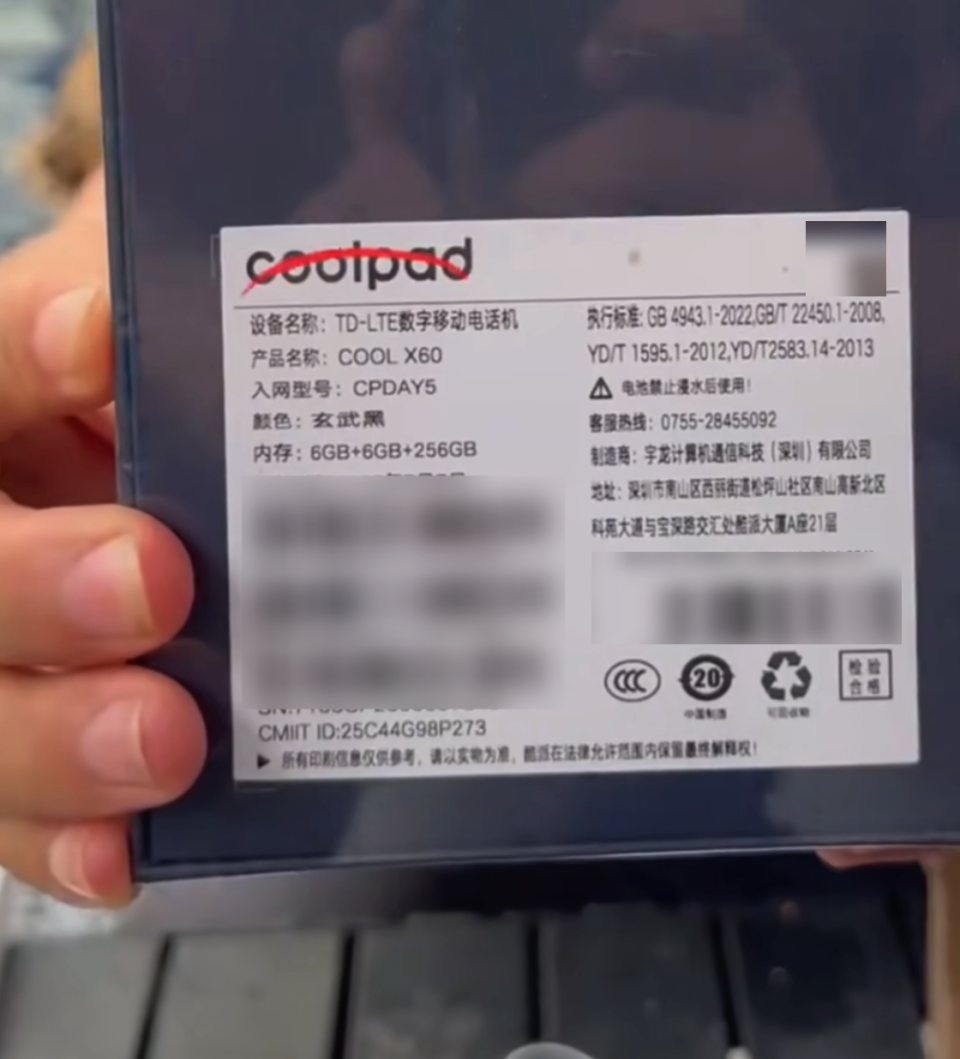 coolpad
设备名称：TD-LTE数字移动电话机
产品名称：COOL X60
入网型号：CPDAY5
颜色：玄武黑
内存：6GB+6GB+256GB
CMIIT ID:25C44G98P273
执行标准: GB 4943.1-2022,GB/T 22450.1-2008,
YD/T 1595.1-2012,YD/T2583.14-2013
电池禁止浸水后使用！
客服热线：0755-28455092
制造商：宇龙计算机通信科技（深圳）有限公司
地址：深圳市南山区西丽街道松坪山社区南山高新北区
科苑大道与宝深路交汇处酷派大厦A座21层
CCC
20
中国制造
可回收物
检验
合格
▶ 所有印刷信息仅供参考，请以实物为准，酷派在法律允许范围内保留最终解释权！